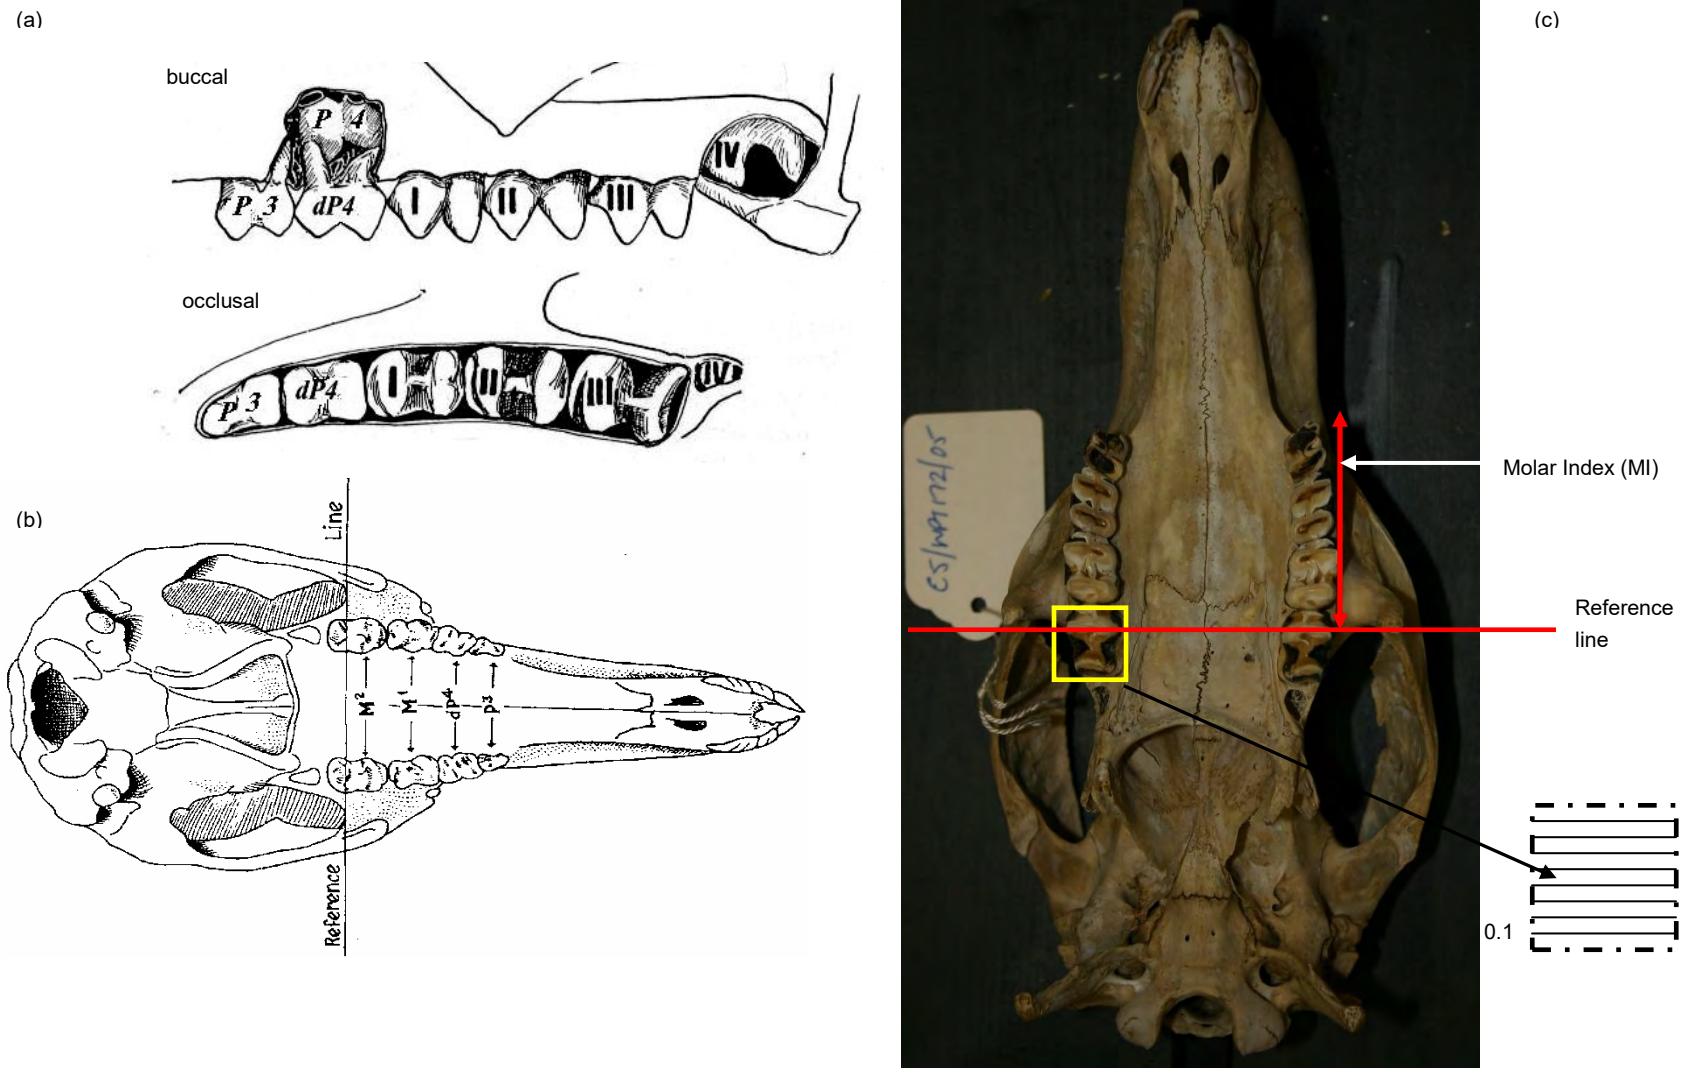 (a)
buccal
P 4
IV
P 3
dP4
I
II
III
occlusal
P 3
dP4
I
II
III
IV
(b)
Line
M²
M¹
dP⁴
P³
Reference
(c)
Molar Index (MI)
Reference
line
0.1